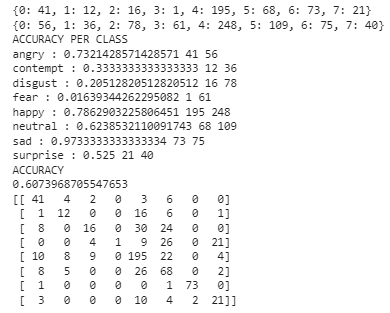 {0: 41, 1: 12, 2: 16, 3: 1, 4: 195, 5: 68, 6: 73, 7: 21}
{0: 56, 1: 36, 2: 78, 3: 61, 4: 248, 5: 109, 6: 75, 7: 40}
ACCURACY PER CLASS
angry : 0.7321428571428571 41 56
contempt : 0.3333333333333333 12 36
disgust : 0.20512820512820512 16 78
fear : 0.01639344262295082 1 61
happy : 0.7862903225806451 195 248
neutral : 0.6238532110091743 68 109
sad : 0.9733333333333334 73 75
surprise : 0.525 21 40
ACCURACY
0.6073968705547653
[[ 41 4 2 0 3 6 0 0]
[ 1 12 0 0 16 6 0 1]
[ 8 0 16 0 30 24 0 0]
[ 0 0 4 1 9 26 0 21]
[ 10 8 9 0 195 22 0 4]
[ 8 5 0 0 26 68 0 2]
[ 1 0 0 0 0 1 73 0]
[ 3 0 0 0 10 4 2 21]]